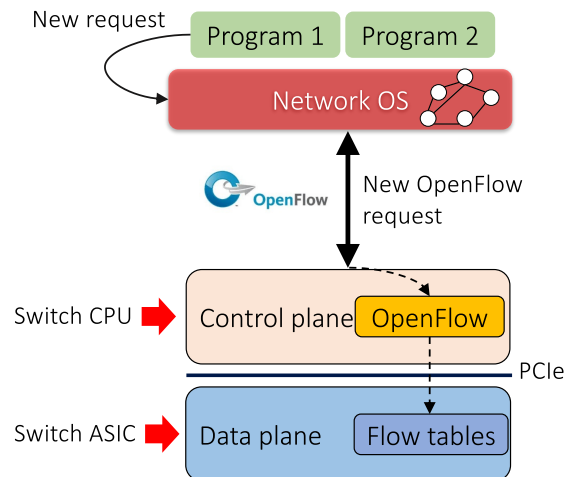 New request
Program 1
Program 2
Network OS
OpenFlow
New OpenFlow
request
Switch CPU
Control plane
OpenFlow
PCIe
Switch ASIC
Data plane
Flow tables